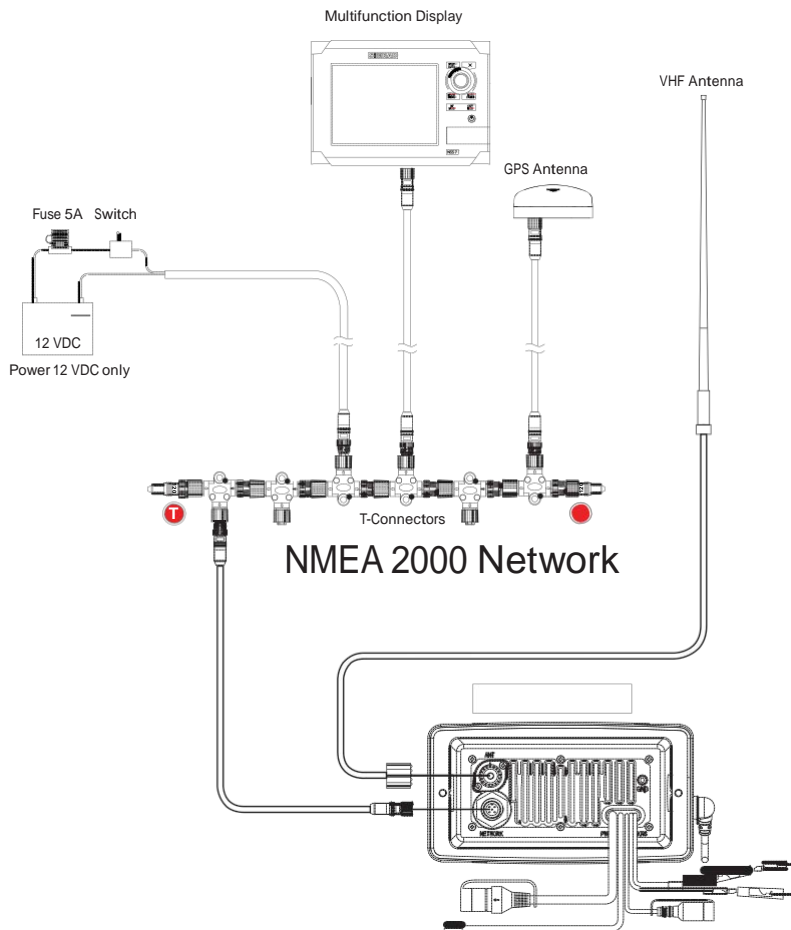 Multifunction Display
VHF Antenna
GPS Antenna
Fuse 5A Switch
12 VDC
Power 12 VDC only
T
T-Connectors
NMEA 2000 Network
ANT
GND
NETWORK